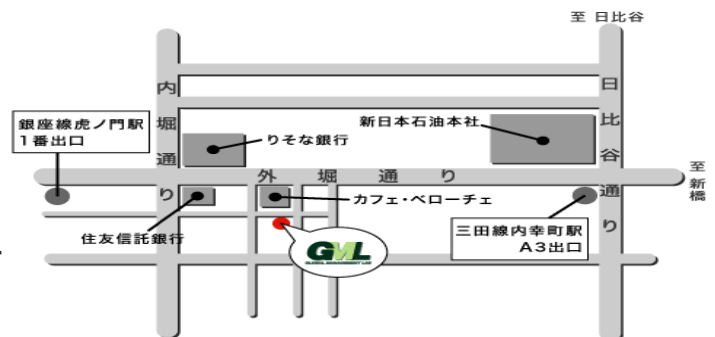 至 日比谷
内堀通り
日比谷通り
銀座線虎ノ門駅
1番出口
りそな銀行
新日本石油本社
外堀通り
至新橋
住友信託銀行
カフェ・ベローチェ
三田線内幸町駅
A3出口
GML
GLOBAL MANAGEMENT LAB